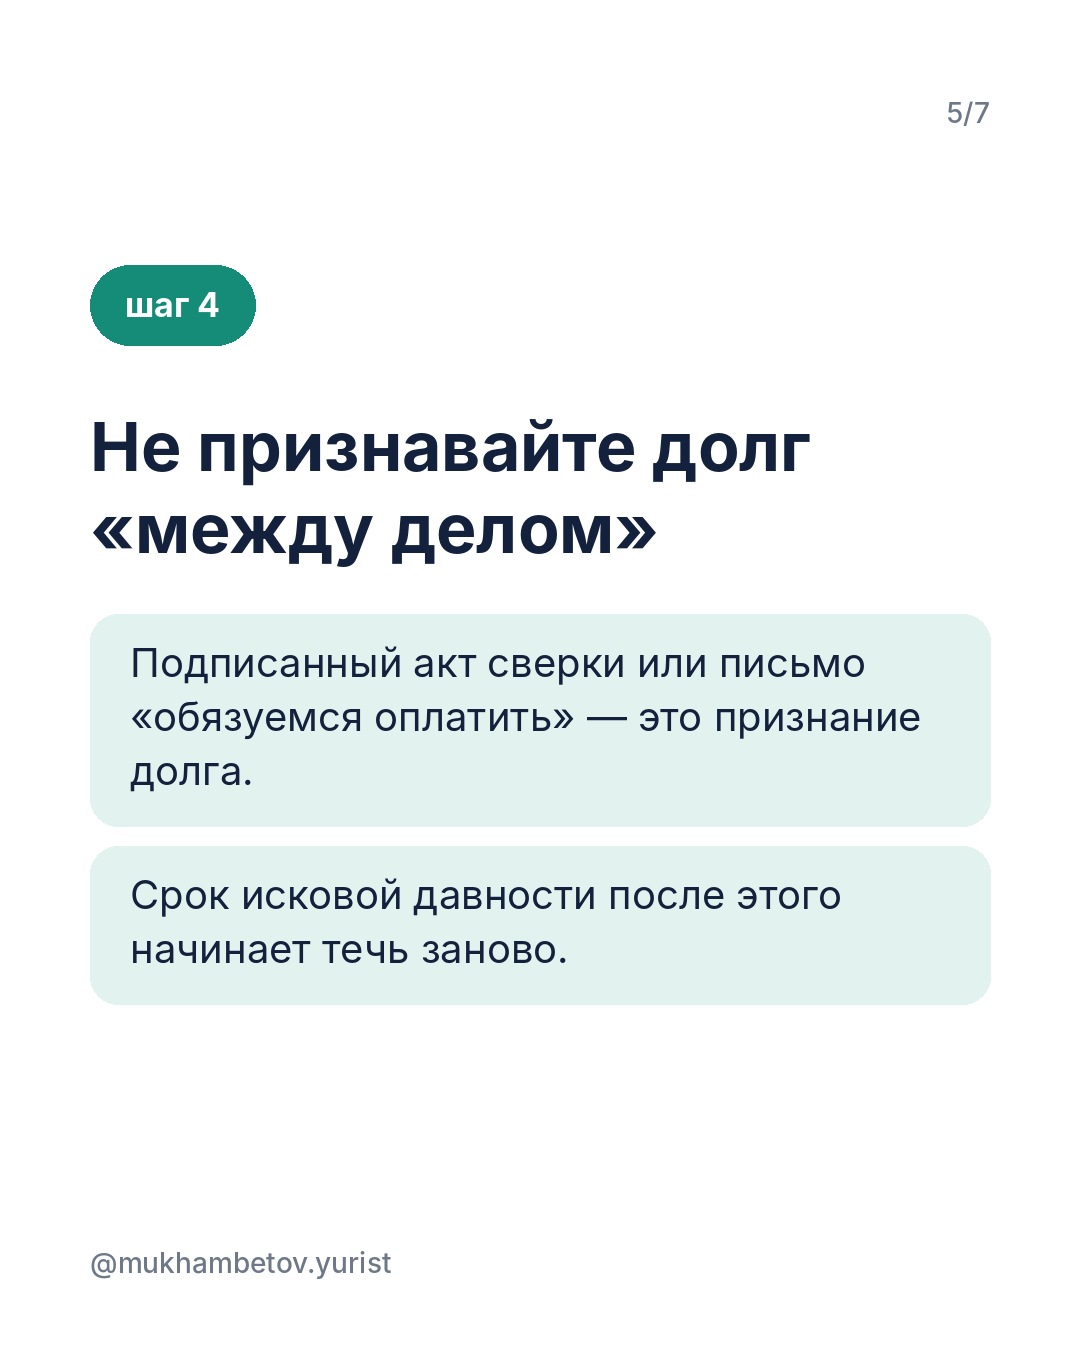 5/7
шаг 4
Не признавайте долг
«между делом»
Подписанный акт сверки или письмо
«обязуемся оплатить» — это признание
долга.
Срок исковой давности после этого
начинает течь заново.
@mukhambetov.yurist